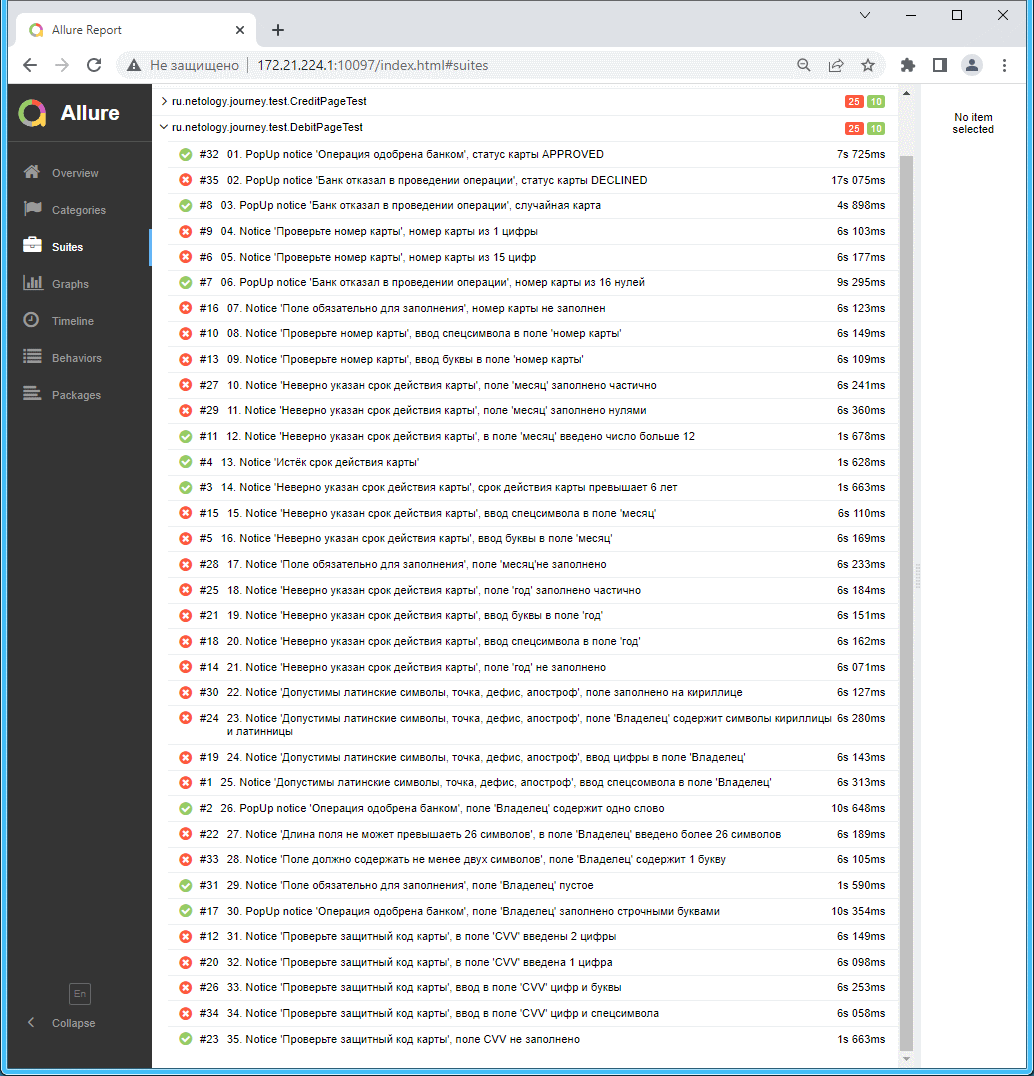 Allure Report
Не защищено 172.21.224.1:10097/index.html#suites
Allure
Overview
Categories
Suites
Graphs
Timeline
Behaviors
Packages
En
Collapse
ru.netology.journey.test.CreditPageTest 25 10
ru.netology.journey.test.DebitPageTest 25 10
#32 01. PopUp notice 'Операция одобрена банком', статус карты APPROVED 7s 725ms
#35 02. PopUp notice 'Банк отказал в проведении операции', статус карты DECLINED 17s 075ms
#8 03. PopUp notice 'Банк отказал в проведении операции', случайная карта 4s 898ms
#9 04. Notice 'Проверьте номер карты', номер карты из 1 цифры 6s 103ms
#6 05. Notice 'Проверьте номер карты', номер карты из 15 цифр 6s 177ms
#7 06. PopUp notice 'Банк отказал в проведении операции', номер карты из 16 нулей 9s 295ms
#16 07. Notice 'Поле обязательно для заполнения', номер карты не заполнен 6s 123ms
#10 08. Notice 'Проверьте номер карты', ввод спецсимвола в поле 'номер карты' 6s 149ms
#13 09. Notice 'Проверьте номер карты', ввод буквы в поле 'номер карты' 6s 109ms
#27 10. Notice 'Неверно указан срок действия карты', поле 'месяц' заполнено частично 6s 241ms
#29 11. Notice 'Неверно указан срок действия карты', поле 'месяц' заполнено нулями 6s 360ms
#11 12. Notice 'Неверно указан срок действия карты', в поле 'месяц' введено число больше 12 1s 678ms
#4 13. Notice 'Истёк срок действия карты' 1s 628ms
#3 14. Notice 'Неверно указан срок действия карты', срок действия карты превышает 6 лет 1s 663ms
#15 15. Notice 'Неверно указан срок действия карты', ввод спецсимвола в поле 'месяц' 6s 110ms
#5 16. Notice 'Неверно указан срок действия карты', ввод буквы в поле 'месяц' 6s 169ms
#28 17. Notice 'Поле обязательно для заполнения', поле 'месяц'не заполнено 6s 233ms
#25 18. Notice 'Неверно указан срок действия карты', поле 'год' заполнено частично 6s 184ms
#21 19. Notice 'Неверно указан срок действия карты', ввод буквы в поле 'год' 6s 151ms
#18 20. Notice 'Неверно указан срок действия карты', ввод спецсимвола в поле 'год' 6s 162ms
#14 21. Notice 'Неверно указан срок действия карты', поле 'год' не заполнено 6s 071ms
#30 22. Notice 'Допустимы латинские символы, точка, дефис, апостроф', поле заполнено на кириллице 6s 127ms
#24 23. Notice 'Допустимы латинские символы, точка, дефис, апостроф', поле 'Владелец' содержит символы кириллицы 6s 280ms
и латинницы
#19 24. Notice 'Допустимы латинские символы, точка, дефис, апостроф', ввод цифры в поле 'Владелец' 6s 143ms
#1 25. Notice 'Допустимы латинские символы, точка, дефис, апостроф', ввод спецсомвола в поле 'Владелец' 6s 313ms
#2 26. PopUp notice 'Операция одобрена банком', поле 'Владелец' содержит одно слово 10s 648ms
#22 27. Notice 'Длина поля не может превышаеть 26 символов', в поле 'Владелец' введено более 26 символов 6s 189ms
#33 28. Notice 'Поле должно содержать не менее двух символов', поле 'Владелец' содержит 1 букву 6s 105ms
#31 29. Notice 'Поле обязательно для заполнения', поле 'Владелец' пустое 1s 590ms
#17 30. PopUp notice 'Операция одобрена банком', поле 'Владелец' заполнено строчными буквами 10s 354ms
#12 31. Notice 'Проверьте защитный код карты', в поле 'CVV' введены 2 цифры 6s 149ms
#20 32. Notice 'Проверьте защитный код карты', в поле 'CVV' введена 1 цифра 6s 098ms
#26 33. Notice 'Проверьте защитный код карты', ввод в поле 'CVV' цифр и буквы 6s 253ms
#34 34. Notice 'Проверьте защитный код карты', ввод в поле 'CVV' цифр и спецсимвола 6s 058ms
#23 35. Notice 'Проверьте защитный код карты', поле CVV не заполнено 1s 663ms
No item
selected